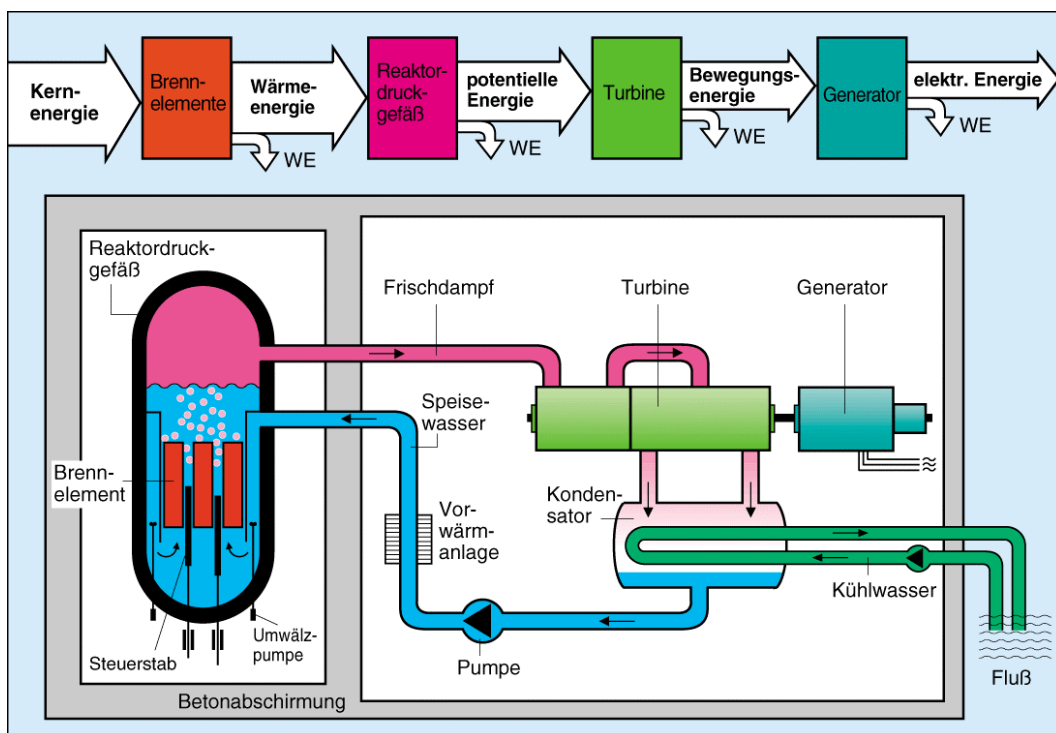 Kern-
energie
Brenn-
elemente
Wärme-
energie
Reaktor-
druck-
gefäß
potentielle
Energie
Turbine
Bewegungs-
energie
Generator
elektr. Energie
WE
WE
WE
WE
Reaktordruck-
gefäß
Frischdampf
Turbine
Generator
Speise-
wasser
Brenn-
element
Konden-
sator
Vor-
wärm-
anlage
Kühlwasser
Umwälz-
pumpe
Steuerstab
Pumpe
Fluß
Betonabschirmung